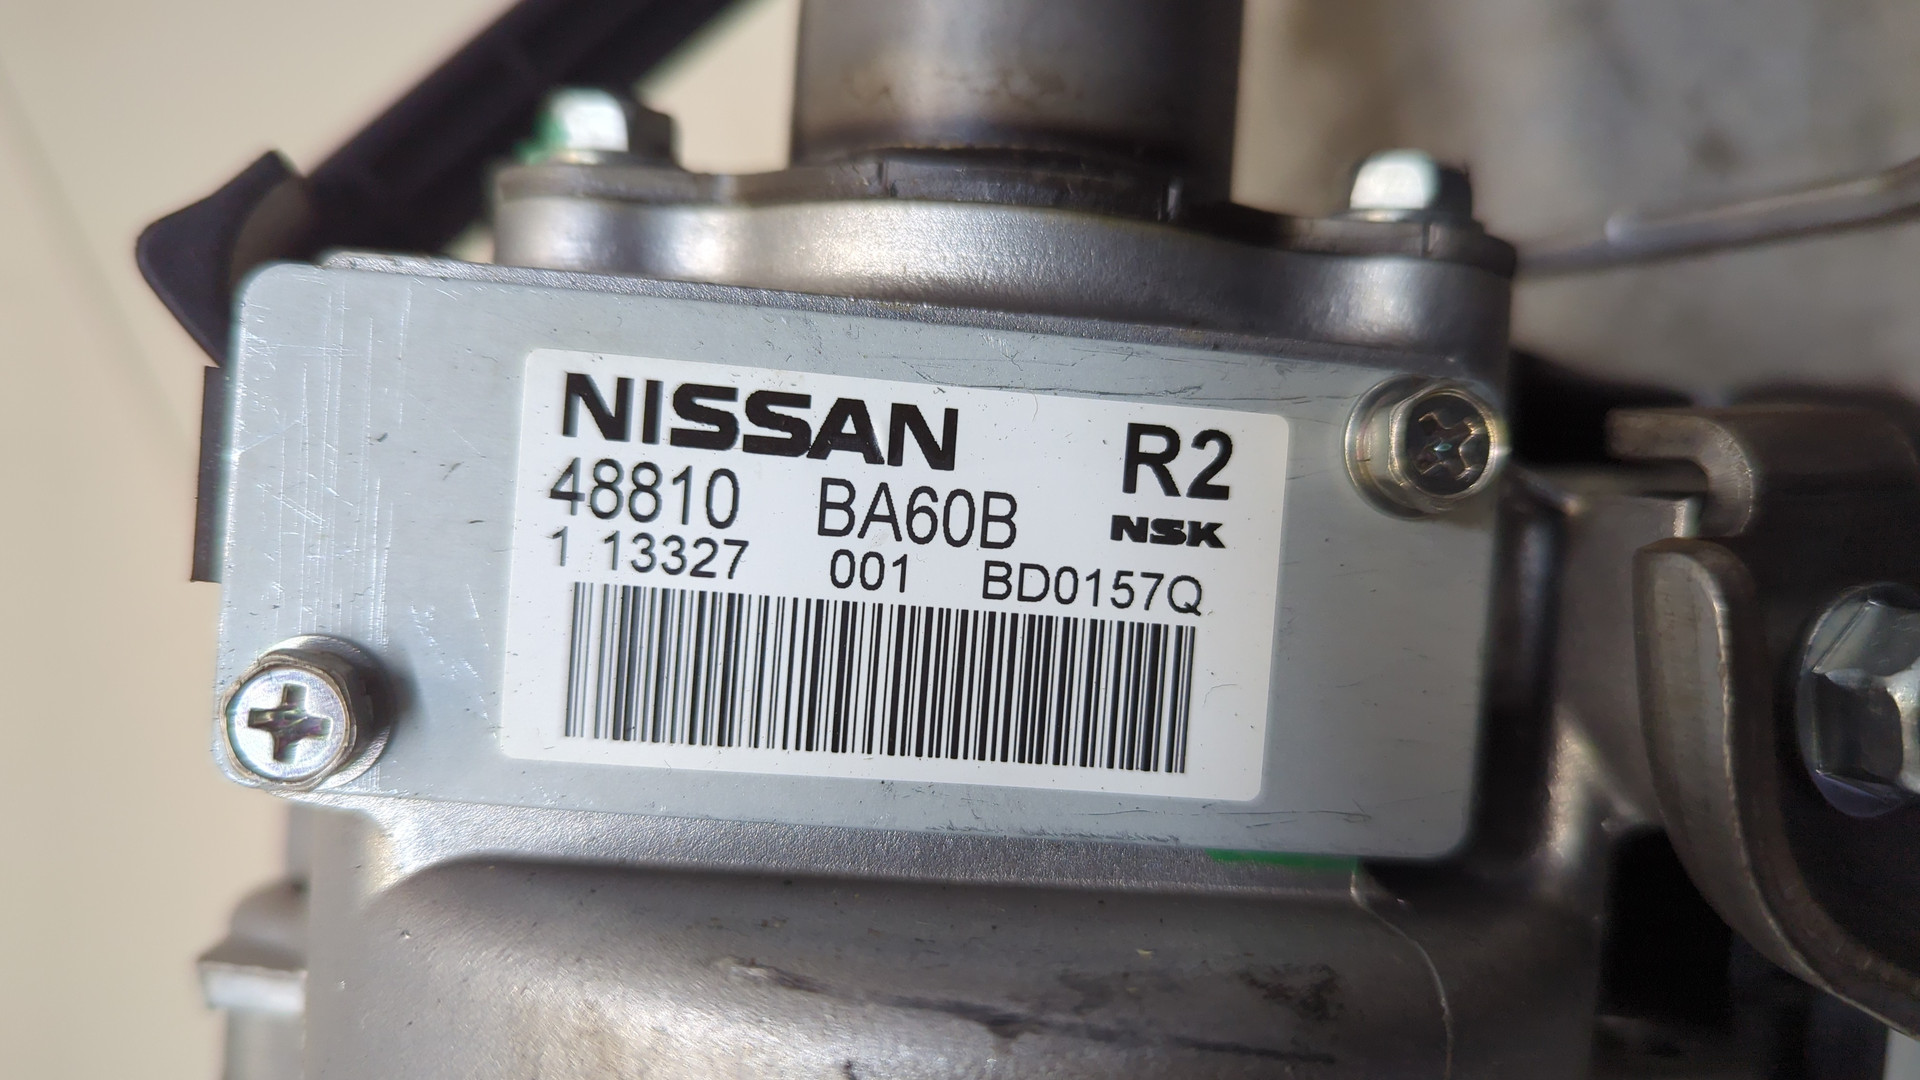 NISSAN R2
48810 BA60B NSK
1 13327 001 BD0157Q